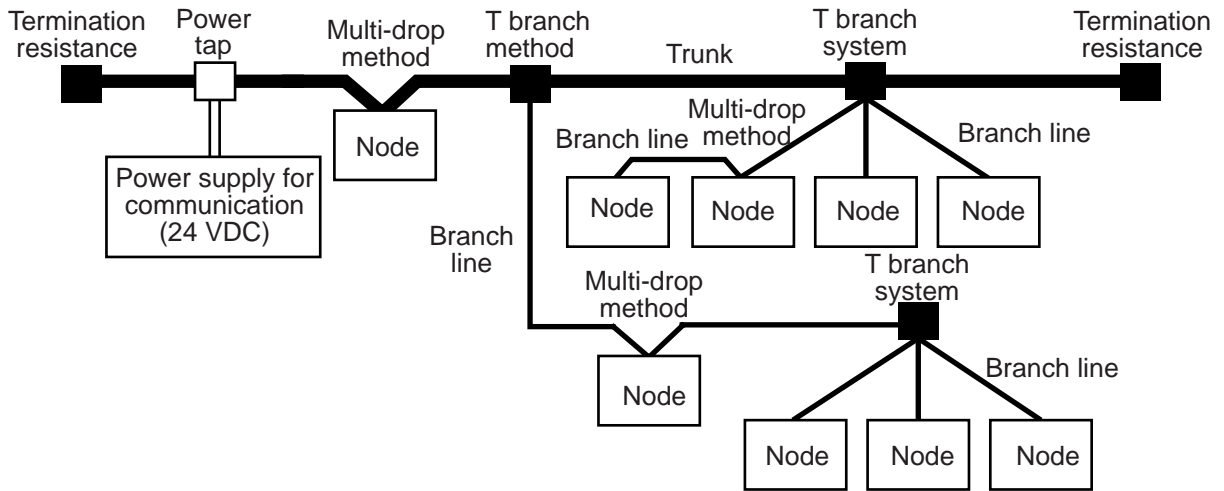 Termination
resistance
Power
tap
Multi-drop
method
T branch
method
Trunk
T branch
system
Termination
resistance
Node
Power supply for
communication
(24 VDC)
Branch line
Multi-drop
method
Branch line
Node
Node
Node
Node
Branch
line
Multi-drop
method
T branch
system
Node
Branch line
Node
Node
Node